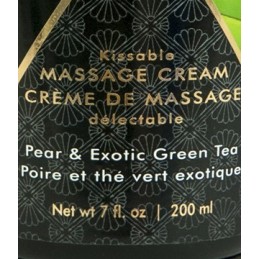 Kissable
MASSAGE CREAM
CRÈME DE MASSAGE
délectable
Pear & Exotic Green Tea
Poire et thé vert exotique
Net wt 7 fl. oz | 200 ml